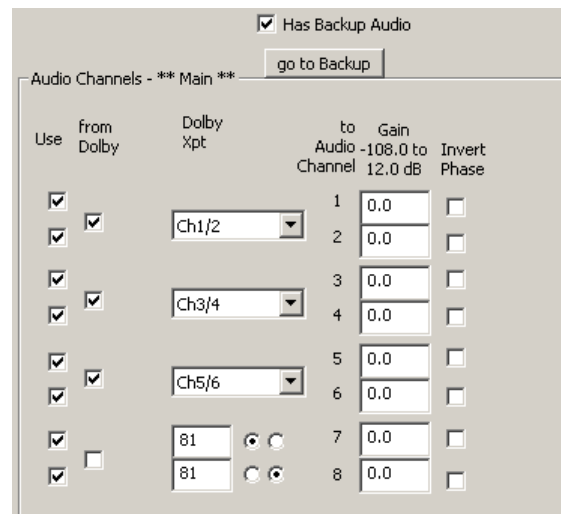 Has Backup Audio
go to Backup
Audio Channels - ** Main **
Use
from
Dolby
Dolby
Xpt
to
Audio
Channel
Gain
-108.0 to
12.0 dB
Invert
Phase
Ch1/2
1 0.0
2 0.0
Ch3/4
3 0.0
4 0.0
Ch5/6
5 0.0
6 0.0
81 7 0.0
81 8 0.0